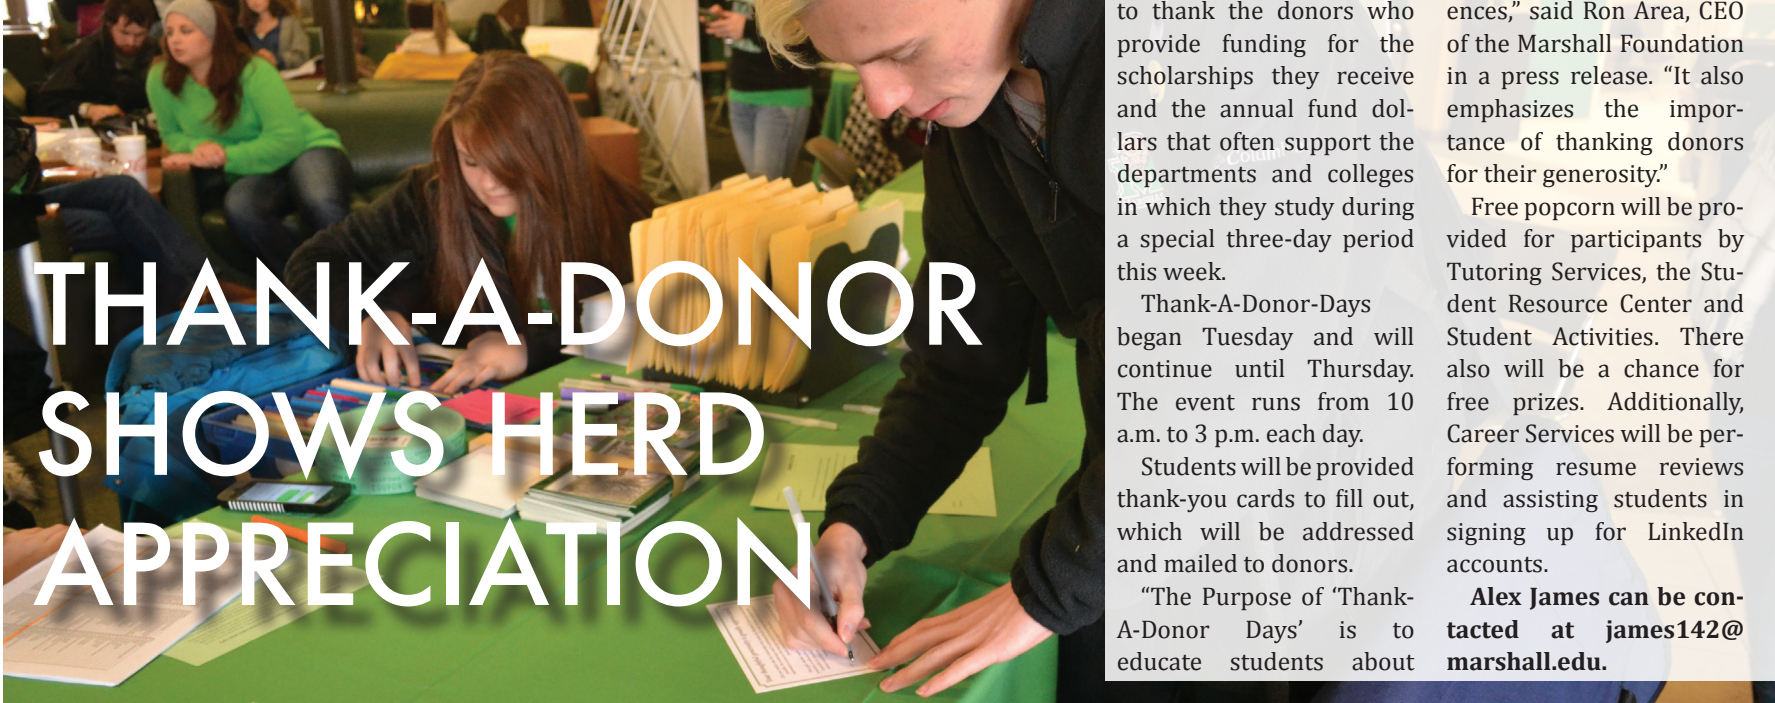 THANK-A-DONOR
SHOWS HERD
APPRECIATION
to thank the donors who
provide funding for the
scholarships they receive
and the annual fund dol-
lars that often support the
departments and colleges
in which they study during
a special three-day period
this week.
Thank-A-Donor-Days
began Tuesday and will
continue until Thursday.
The event runs from 10
a.m. to 3 p.m. each day.
Students will be provided
thank-you cards to fill out,
which will be addressed
and mailed to donors.
“The Purpose of ‘Thank-
A-Donor Days’ is to
educate students about
ences,” said Ron Area, CEO
of the Marshall Foundation
in a press release. “It also
emphasizes the impor-
tance of thanking donors
for their generosity.”
Free popcorn will be pro-
vided for participants by
Tutoring Services, the Stu-
dent Resource Center and
Student Activities. There
also will be a chance for
free prizes. Additionally,
Career Services will be per-
forming resume reviews
and assisting students in
signing up for LinkedIn
accounts.
Alex James can be con-
tacted at james142@
marshall.edu.